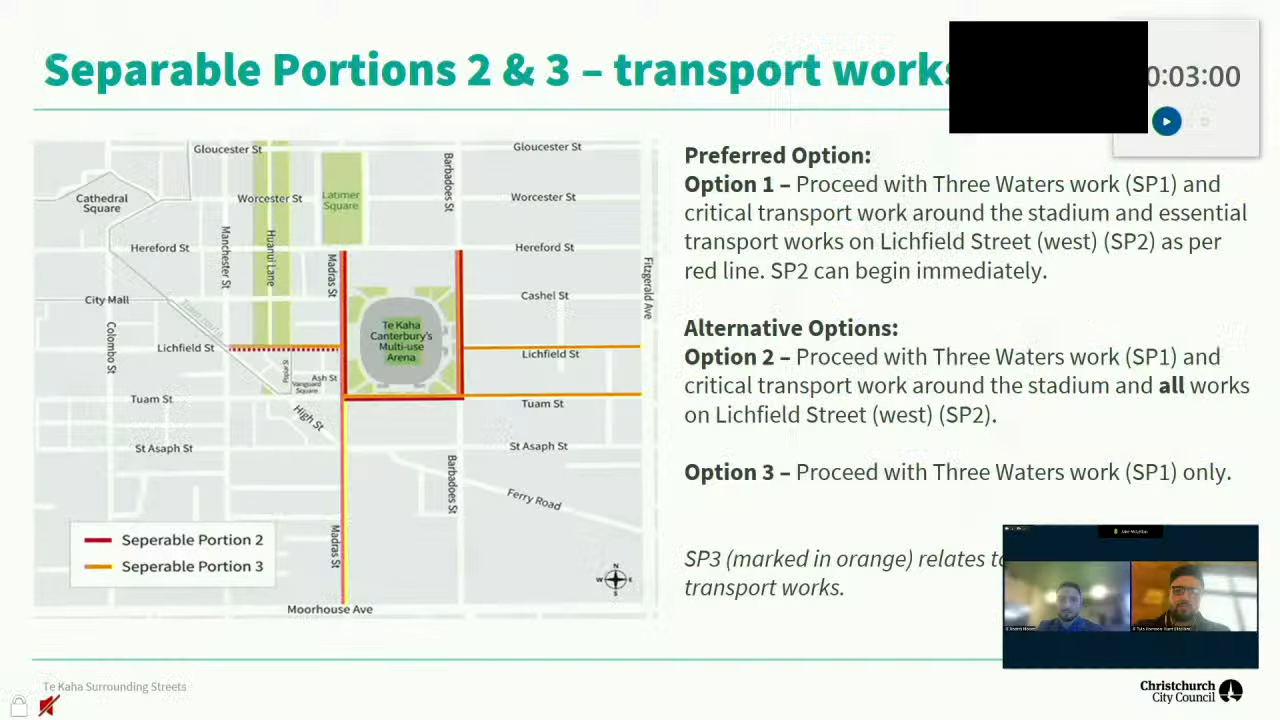 Separable Portions 2 & 3 – transport works
0:03:00
Gloucester St
Gloucester St
Cathedral
Square
Worcester St
Latimer
Square
Barbadoes St
Worcester St
Hereford St
Manchester St
Huanui Lane
Madras St
Hereford St
Fitzgerald Ave
City Mall
Tram route
Cashel St
Colombo St
Lichfield St
Te Kaha
Canterbury's
Multi-use
Arena
Lichfield St
Poplar St
Ash St
Vanguard
Square
Tuam St
High St
Tuam St
St Asaph St
St Asaph St
Barbadoes St
Ferry Road
Madras St
Seperable Portion 2
Seperable Portion 3
N
W E
S
Moorhouse Ave
Preferred Option:
Option 1 – Proceed with Three Waters work (SP1) and
critical transport work around the stadium and essential
transport works on Lichfield Street (west) (SP2) as per
red line. SP2 can begin immediately.
Alternative Options:
Option 2 – Proceed with Three Waters work (SP1) and
critical transport work around the stadium and all works
on Lichfield Street (west) (SP2).
Option 3 – Proceed with Three Waters work (SP1) only.
SP3 (marked in orange) relates to
transport works.
Te Kaha Surrounding Streets
Christchurch
City Council